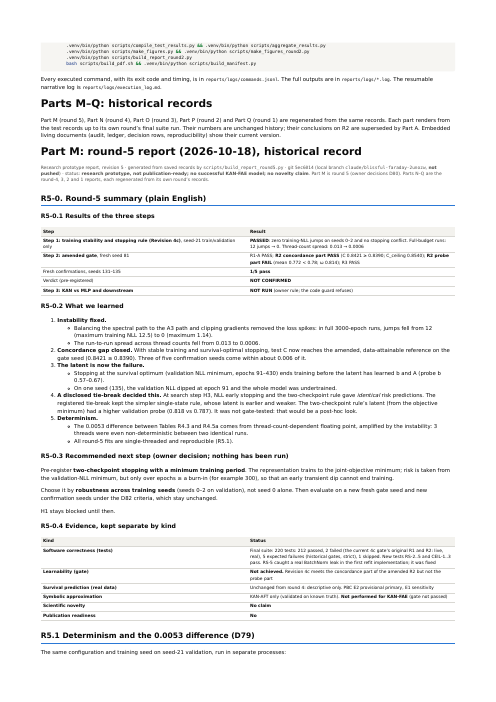 .venv/bin/python scripts/compile_test_results.py && .venv/bin/python scripts/aggregate_results.py
.venv/bin/python scripts/make_figures.py && .venv/bin/python scripts/make_figures_round2.py
.venv/bin/python scripts/build_report_round2.py
bash scripts/build_pdf.sh && .venv/bin/python scripts/build_manifest.py
Every executed command, with its exit code and timing, is in reports/logs/commands.jsonl. The full outputs are in reports/logs/*.log. The resumable
narrative log is reports/logs/execution_log.md.
Parts M–Q: historical records
Part M (round 5), Part N (round 4), Part O (round 3), Part P (round 2) and Part Q (round 1) are regenerated from the same records. Each part renders from
the test records up to its own round's final suite run. Their numbers are unchanged history; their conclusions on R2 are superseded by Part A. Embedded
living documents (audit, ledger, decision rows, reproducibility) show their current version.
Part M: round-5 report (2026-10-18), historical record
Research prototype report, revision 5 · generated from saved records by scripts/build_report_round5.py · git
(local branch
not
pushed) · status: research prototype, not publication-ready; no successful KAN-FAE model; no novelty claim. Part M is round 5 (owner decisions D80). Parts N–Q are the
round-4, 3, 2 and 1 reports, each regenerated from its own round's records.
R5-0. Round-5 summary (plain English)
R5-0.1 Results of the three steps
Step Result
Step 1: training stability and stopping rule (Revision 4c), seed-21 train/validation only PASSED: zero training-NLL jumps on seeds 0–2 and no stopping conflict. Full-budget runs: 12 jumps → 0. Thread-count spread: 0.013 → 0.0006
Step 2: amended gate, fresh seed 81 R1-A PASS; R2 concordance part PASS (C 0.8421 ≥ 0.8390; C_ceiling 0.8540); R2 probe part FAIL (mean 0.772 < 0.78; u 0.814); R3 PASS
Fresh confirmations, seeds 131–135 1/5 pass
Verdict (pre-registered) NOT CONFIRMED
Step 3: KAN vs MLP and downstream NOT RUN (owner rule; the code guard refuses)
R5-0.2 What we learned
1. Instability fixed.
Balancing the spectral path to the A3 path and clipping gradients removed the loss spikes: in full 3000-epoch runs, jumps fell from 12
(maximum training NLL 12.5) to 0 (maximum 1.14).
The run-to-run spread across thread counts fell from 0.013 to 0.0006.
2. Concordance gap closed. With stable training and survival-optimal stopping, test C now reaches the amended, data-attainable reference on
the gate seed (0.8421 ≥ 0.8390). Three of five confirmation seeds come within about 0.006 of it.
3. The latent is now the failure.
Stopping at the survival optimum (validation NLL minimum, epochs 91–430) ends training before the latent has learned b and A (probe b
0.57–0.67).
On one seed (135), the validation NLL dipped at epoch 91 and the whole model was undertrained.
4. A disclosed tie-break decided this. At search step H3, NLL early stopping and the two-checkpoint rule gave identical risk predictions. The
registered tie-break kept the simpler single-rule, whose latent is earlier and weaker. The two-checkpoint rule's latent (from the objective
minimum) had a higher validation probe (0.818 vs 0.787). It was not gate-tested: that would be a post-hoc look.
5. Determinism.
The 0.0053 difference between Tables R4.3 and R4.5a comes from thread-count-dependent floating point, amplified by the instability: 3
threads were even non-deterministic between two identical runs.
All round-5 fits are single-threaded and reproducible (R5.1).
R5-0.3 Recommended next step (owner decision; nothing has been run)
Pre-register two-checkpoint stopping with a minimum training period. The representation trains to the joint-objective minimum; risk is taken
from the validation-NLL minimum, but only over epochs ≥ a burn-in (for example 300), so that an early transient dip cannot end training.
Choose it by robustness across training seeds (seeds 0–2 on validation), not seed 0 alone. Then evaluate on a new fresh gate seed and new
confirmation seeds under the D82 criteria, which stay unchanged.
H1 stays blocked until then.
R5-0.4 Evidence, kept separate by kind
Kind Status
Software correctness (tests) Final suite: 220 tests: 212 passed, 2 failed (the current 4c gate's original R1 and R2: live, real), 5 expected failures (historical gates, strict), 1 skipped. New tests R5-2..5 and CEIL-1..3 pass. R5-5 caught a real BatchNorm leak in the first refit implementation; it was fixed
Learnability (gate) Not achieved. Revision 4c meets the concordance part of the amended R2 but not the probe part
Survival prediction (real data) Unchanged from round 4: descriptive only. PBC E2 provisional primary, E1 sensitivity
Symbolic approximation KAN-AFT only (validated on known truth). Not performed for KAN-FAE (gate not passed)
Scientific novelty No claim
Publication readiness No
R5.1 Determinism and the 0.0053 difference (D79)
The same configuration and training seed on seed-21 validation, run in separate processes: